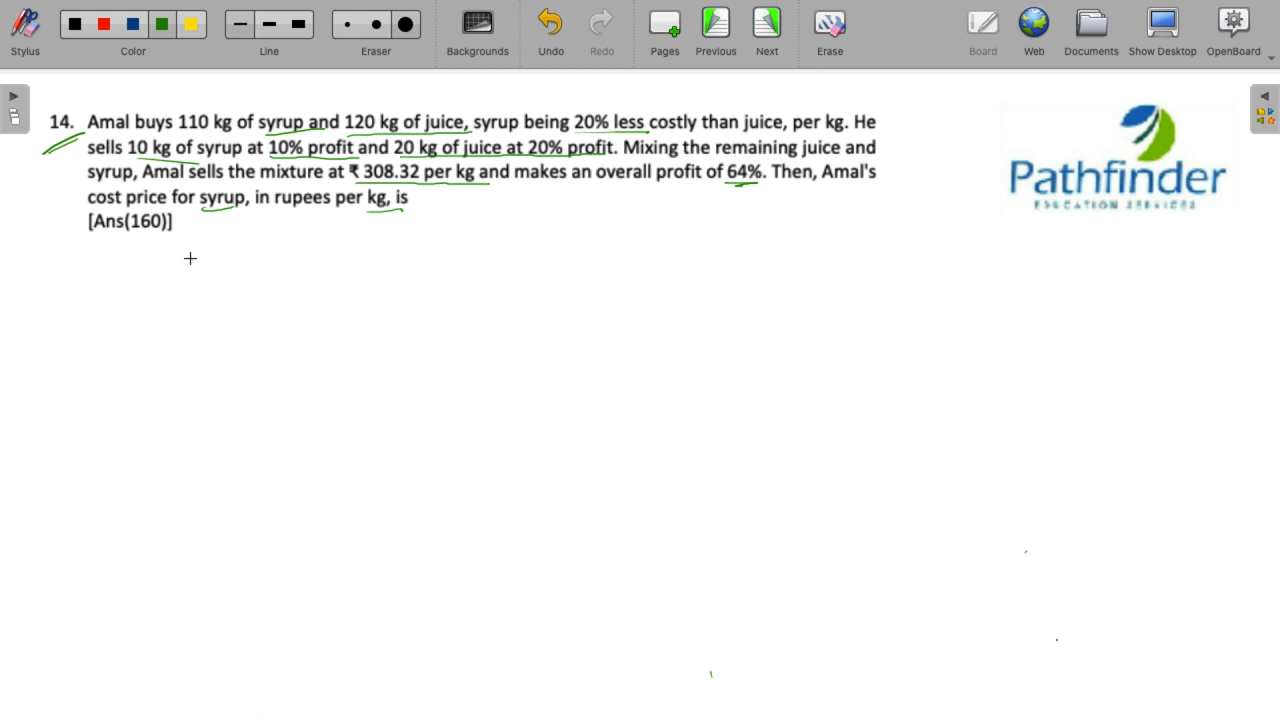 Stylus Color Line Eraser Backgrounds Undo Redo Pages Previous Next Erase Board Web Documents Show Desktop OpenBoard
14. Amal buys 110 kg of syrup and 120 kg of juice, syrup being 20% less costly than juice, per kg. He
sells 10 kg of syrup at 10% profit and 20 kg of juice at 20% profit. Mixing the remaining juice and
syrup, Amal sells the mixture at ₹ 308.32 per kg and makes an overall profit of 64%. Then, Amal's
cost price for syrup, in rupees per kg, is
[Ans(160)]
Pathfinder
EDUCATION SERVICES